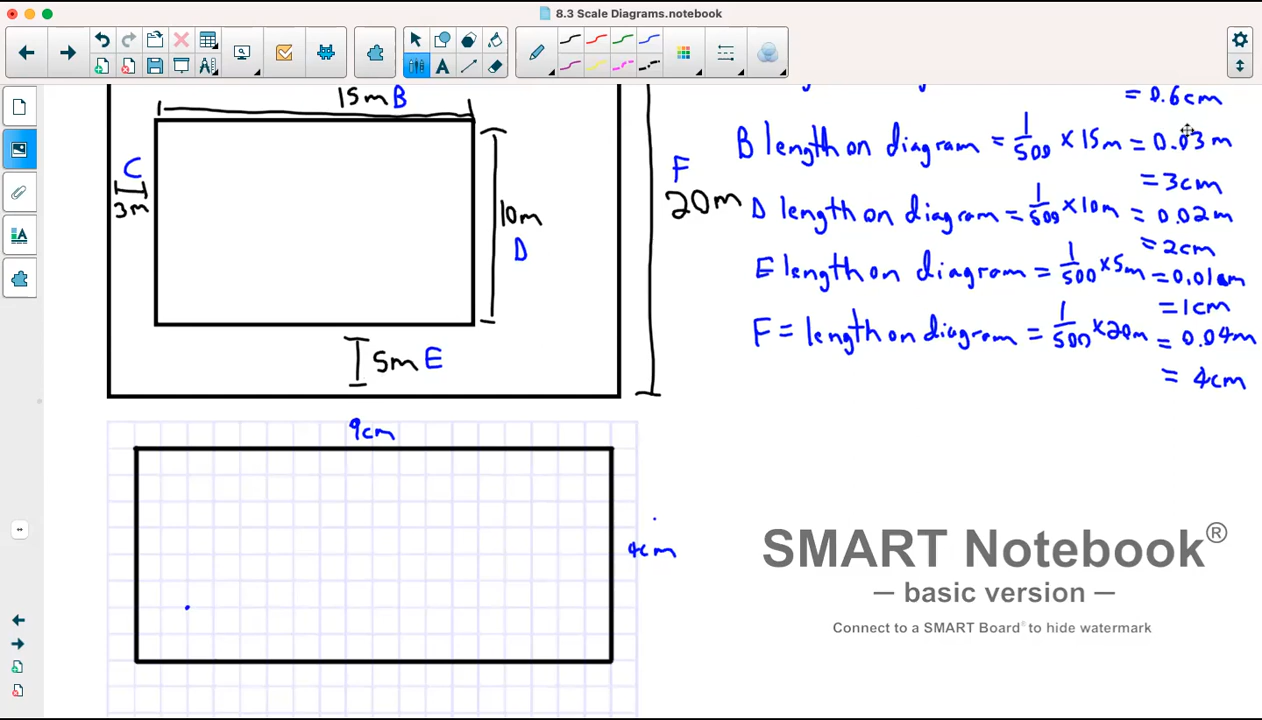 8.3 Scale Diagrams.notebook
15m B
C
3m
10m
D
5m E
F
20m
= 0.6cm
B length on diagram = 1/500 × 15m = 0.03m
= 3cm
D length on diagram = 1/500 × 10m = 0.02m
= 2cm
E length on diagram = 1/500 × 5m = 0.01m
= 1cm
F = length on diagram = 1/500 × 20m = 0.04m
= 4cm
9cm
4cm
SMART Notebook®
— basic version —
Connect to a SMART Board® to hide watermark